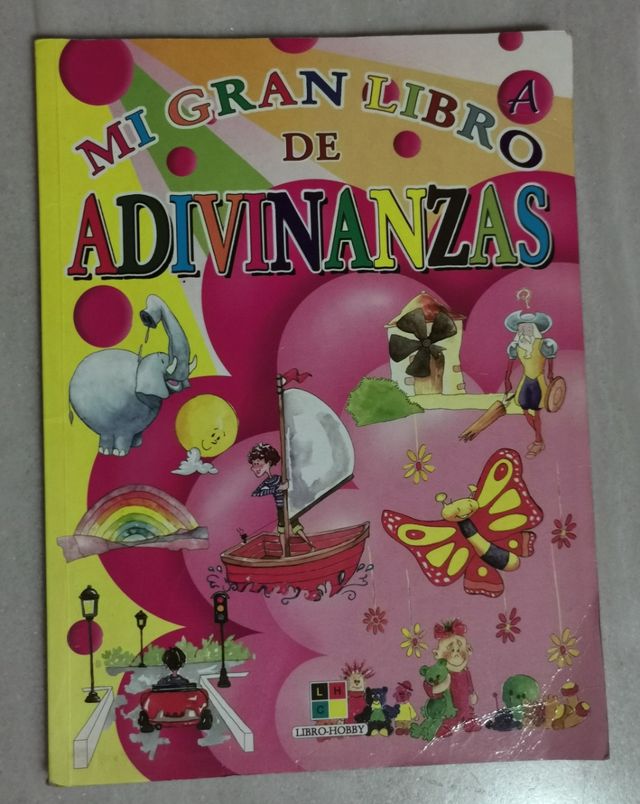 A
MI GRAN LIBRO
DE
ADIVINANZAS
L H
C
LIBRO-HOBBY